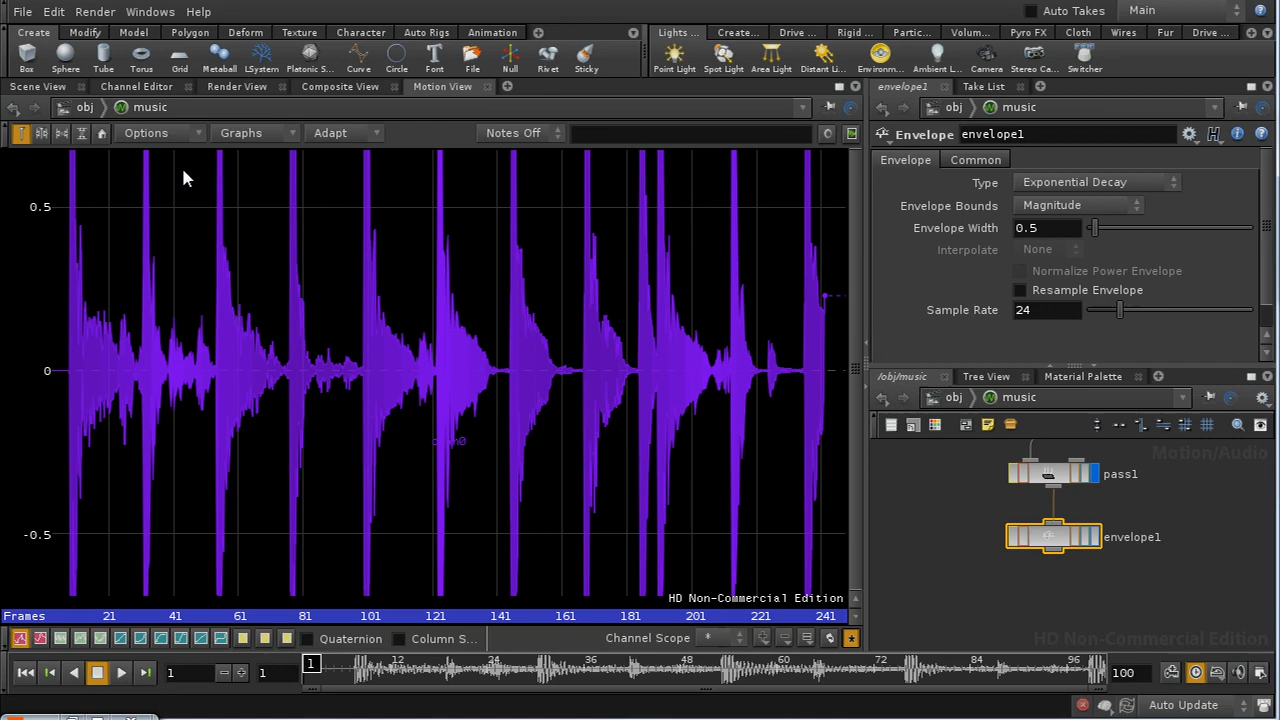 File Edit Render Windows Help Auto Takes Main
Create Modify Model Polygon Deform Texture Character Auto Rigs Animation Lights ... Create... Drive ... Rigid ... Partic... Volum... Pyro FX Cloth Wires Fur Drive ...
Box Sphere Tube Torus Grid Metaball LSystem Platonic S... Curve Circle Font File Null Rivet Sticky Point Light Spot Light Area Light Distant Li... Environm... Ambient L... Camera Stereo Ca... Switcher
Scene View Channel Editor Render View Composite View Motion View envelope1 Take List
obj music obj music
Options Graphs Adapt Notes Off Envelope envelope1
Envelope Common
Type Exponential Decay
Envelope Bounds Magnitude
Envelope Width 0.5
Interpolate None
Normalize Power Envelope
Resample Envelope
Sample Rate 24
0.5
0
-0.5
/obj/music Tree View Material Palette
obj music
Motion/Audio
pass1
envelope1
HD Non-Commercial Edition
HD Non-Commercial Edition
Frames 21 41 61 81 101 121 141 161 181 201 221 241
Quaternion Column S... Channel Scope *
1 1 1 12 24 36 48 60 72 84 96 100
Auto Update